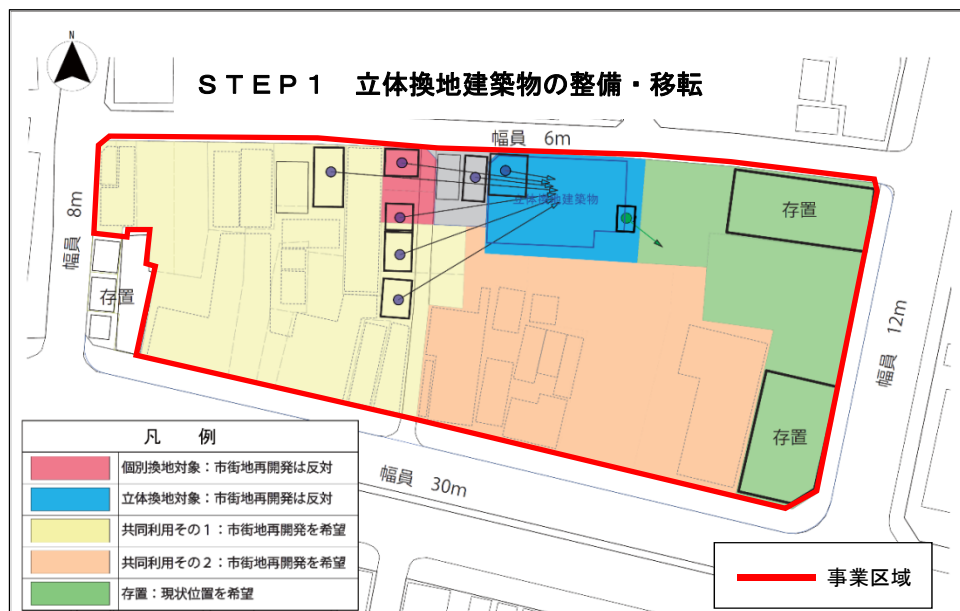 N
STEP1 立体換地建築物の整備・移転
幅員 6m
幅員 8m
立体換地建築物
存置
存置
幅員 12m
存置
幅員 30m
凡 例
個別換地対象:市街地再開発は反対
立体換地対象:市街地再開発は反対
共同利用その1:市街地再開発を希望
共同利用その2:市街地再開発を希望
存置:現状位置を希望
事業区域